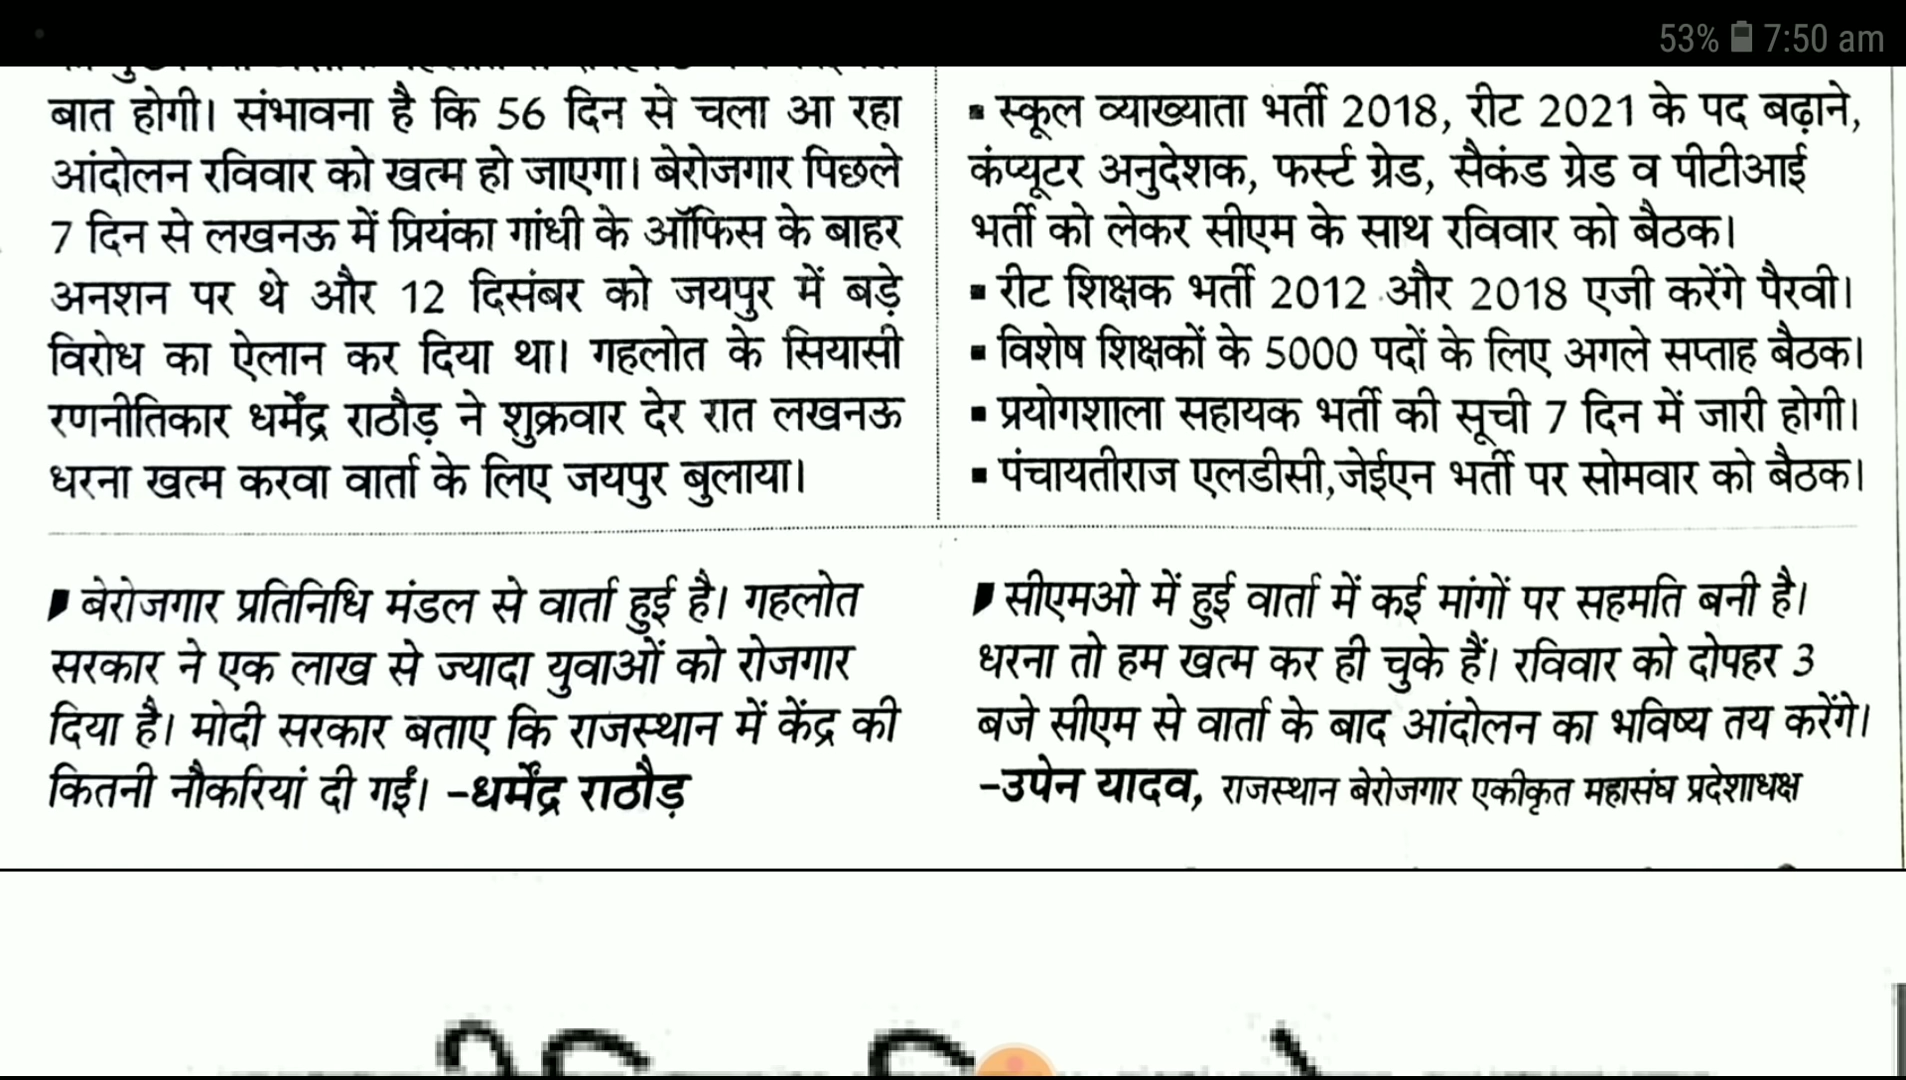 53% 7:50 am
बात होगी। संभावना है कि 56 दिन से चला आ रहा
आंदोलन रविवार को खत्म हो जाएगा। बेरोजगार पिछले
7 दिन से लखनऊ में प्रियंका गांधी के ऑफिस के बाहर
अनशन पर थे और 12 दिसंबर को जयपुर में बड़े
विरोध का ऐलान कर दिया था। गहलोत के सियासी
रणनीतिकार धर्मेंद्र राठौड़ ने शुक्रवार देर रात लखनऊ
धरना खत्म करवा वार्ता के लिए जयपुर बुलाया।
▪ स्कूल व्याख्याता भर्ती 2018, रीट 2021 के पद बढ़ाने,
कंप्यूटर अनुदेशक, फर्स्ट ग्रेड, सैकंड ग्रेड व पीटीआई
भर्ती को लेकर सीएम के साथ रविवार को बैठक।
▪ रीट शिक्षक भर्ती 2012 और 2018 एजी करेंगे पैरवी।
▪ विशेष शिक्षकों के 5000 पदों के लिए अगले सप्ताह बैठक।
▪ प्रयोगशाला सहायक भर्ती की सूची 7 दिन में जारी होगी।
▪ पंचायतीराज एलडीसी,जेईएन भर्ती पर सोमवार को बैठक।
बेरोजगार प्रतिनिधि मंडल से वार्ता हुई है। गहलोत
सरकार ने एक लाख से ज्यादा युवाओं को रोजगार
दिया है। मोदी सरकार बताए कि राजस्थान में केंद्र की
कितनी नौकरियां दी गईं। -धर्मेंद्र राठौड़
सीएमओ में हुई वार्ता में कई मांगों पर सहमति बनी है।
धरना तो हम खत्म कर ही चुके हैं। रविवार को दोपहर 3
बजे सीएम से वार्ता के बाद आंदोलन का भविष्य तय करेंगे।
-उपेन यादव, राजस्थान बेरोजगार एकीकृत महासंघ प्रदेशाधक्ष